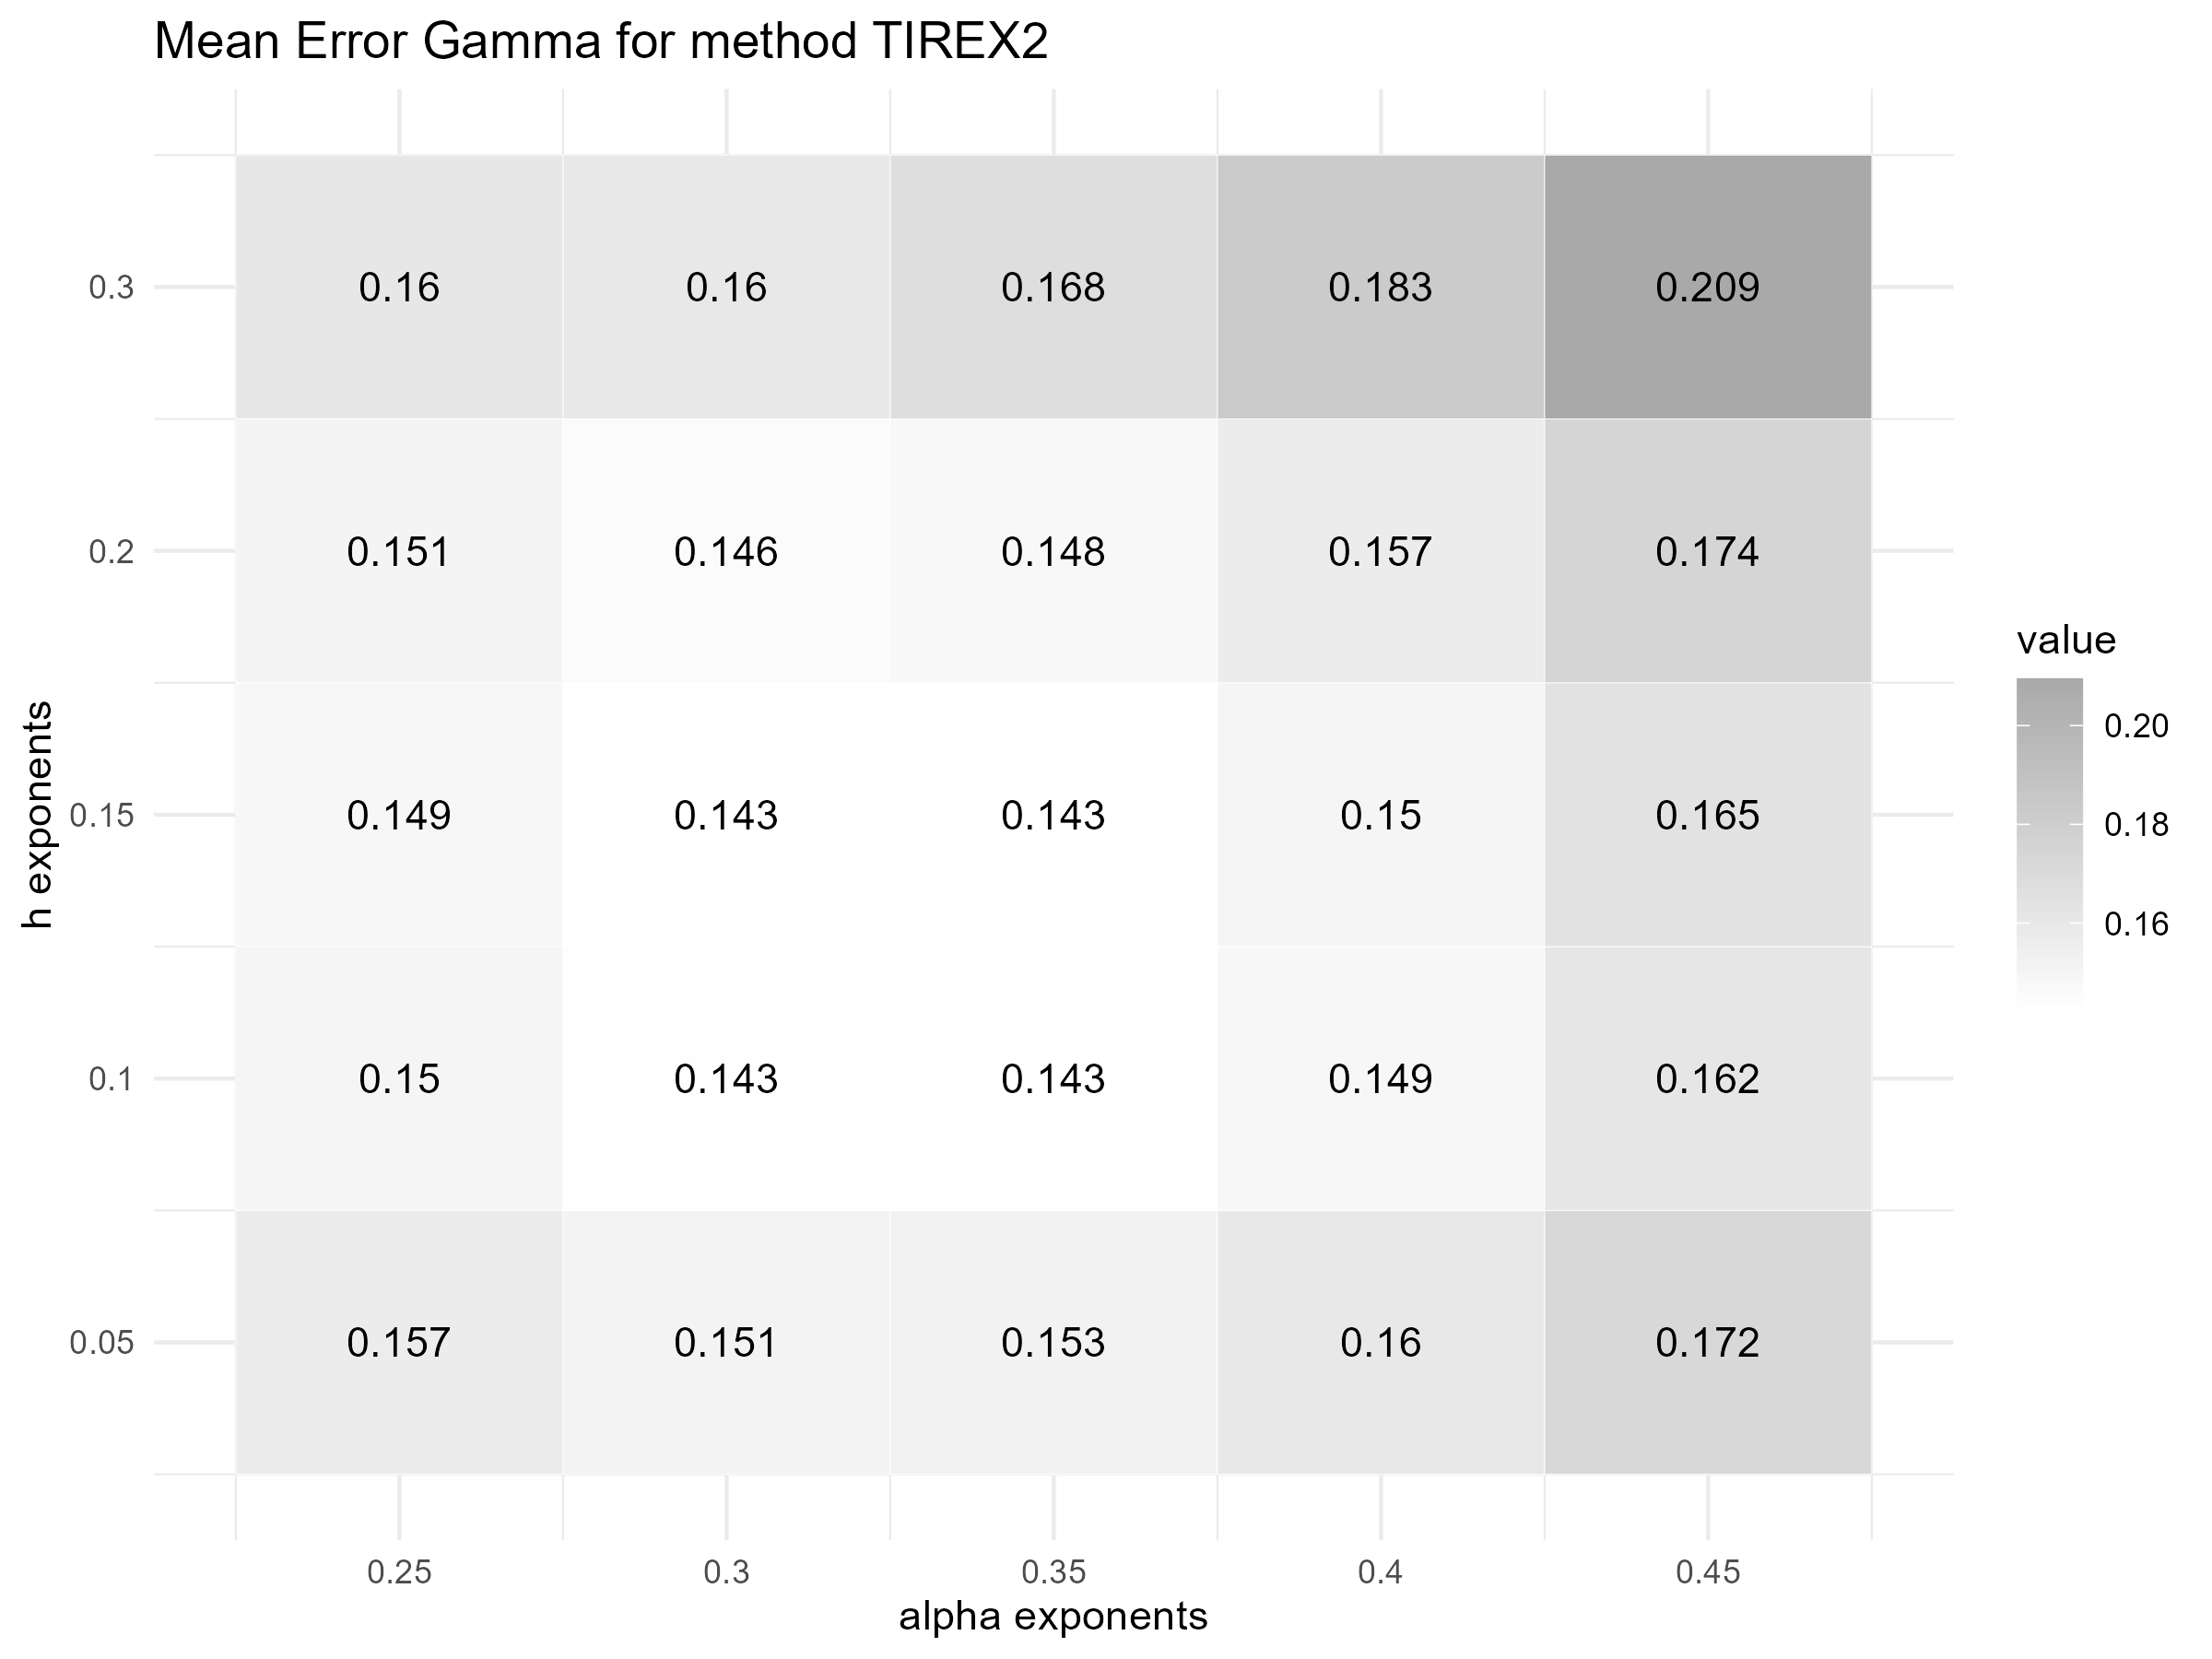 Mean Error Gamma for method TIREX2
0.3 0.16 0.16 0.168 0.183 0.209
0.2 0.151 0.146 0.148 0.157 0.174
0.15 0.149 0.143 0.143 0.15 0.165
0.1 0.15 0.143 0.143 0.149 0.162
0.05 0.157 0.151 0.153 0.16 0.172
0.25 0.3 0.35 0.4 0.45
alpha exponents
h exponents
value
0.20
0.18
0.16